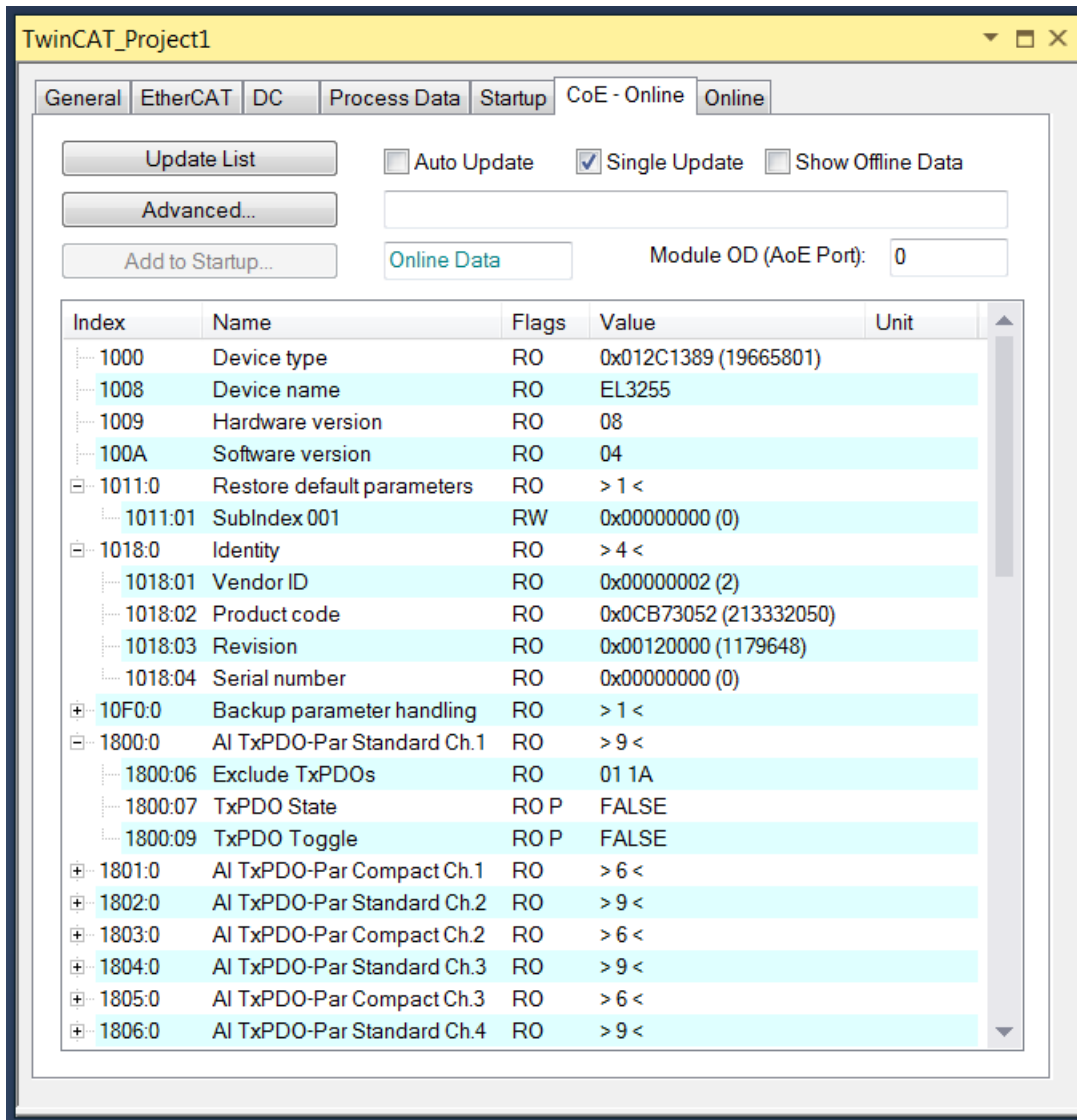 TwinCAT_Project1
General EtherCAT DC Process Data Startup CoE - Online Online
Update List Auto Update Single Update Show Offline Data
Advanced...
Add to Startup... Online Data Module OD (AoE Port): 0
Index Name Flags Value Unit
1000 Device type RO 0x012C1389 (19665801)
1008 Device name RO EL3255
1009 Hardware version RO 08
100A Software version RO 04
1011:0 Restore default parameters RO > 1 <
1011:01 SubIndex 001 RW 0x00000000 (0)
1018:0 Identity RO > 4 <
1018:01 Vendor ID RO 0x00000002 (2)
1018:02 Product code RO 0x0CB73052 (213332050)
1018:03 Revision RO 0x00120000 (1179648)
1018:04 Serial number RO 0x00000000 (0)
10F0:0 Backup parameter handling RO > 1 <
1800:0 AI TxPDO-Par Standard Ch.1 RO > 9 <
1800:06 Exclude TxPDOs RO 01 1A
1800:07 TxPDO State RO P FALSE
1800:09 TxPDO Toggle RO P FALSE
1801:0 AI TxPDO-Par Compact Ch.1 RO > 6 <
1802:0 AI TxPDO-Par Standard Ch.2 RO > 9 <
1803:0 AI TxPDO-Par Compact Ch.2 RO > 6 <
1804:0 AI TxPDO-Par Standard Ch.3 RO > 9 <
1805:0 AI TxPDO-Par Compact Ch.3 RO > 6 <
1806:0 AI TxPDO-Par Standard Ch.4 RO > 9 <